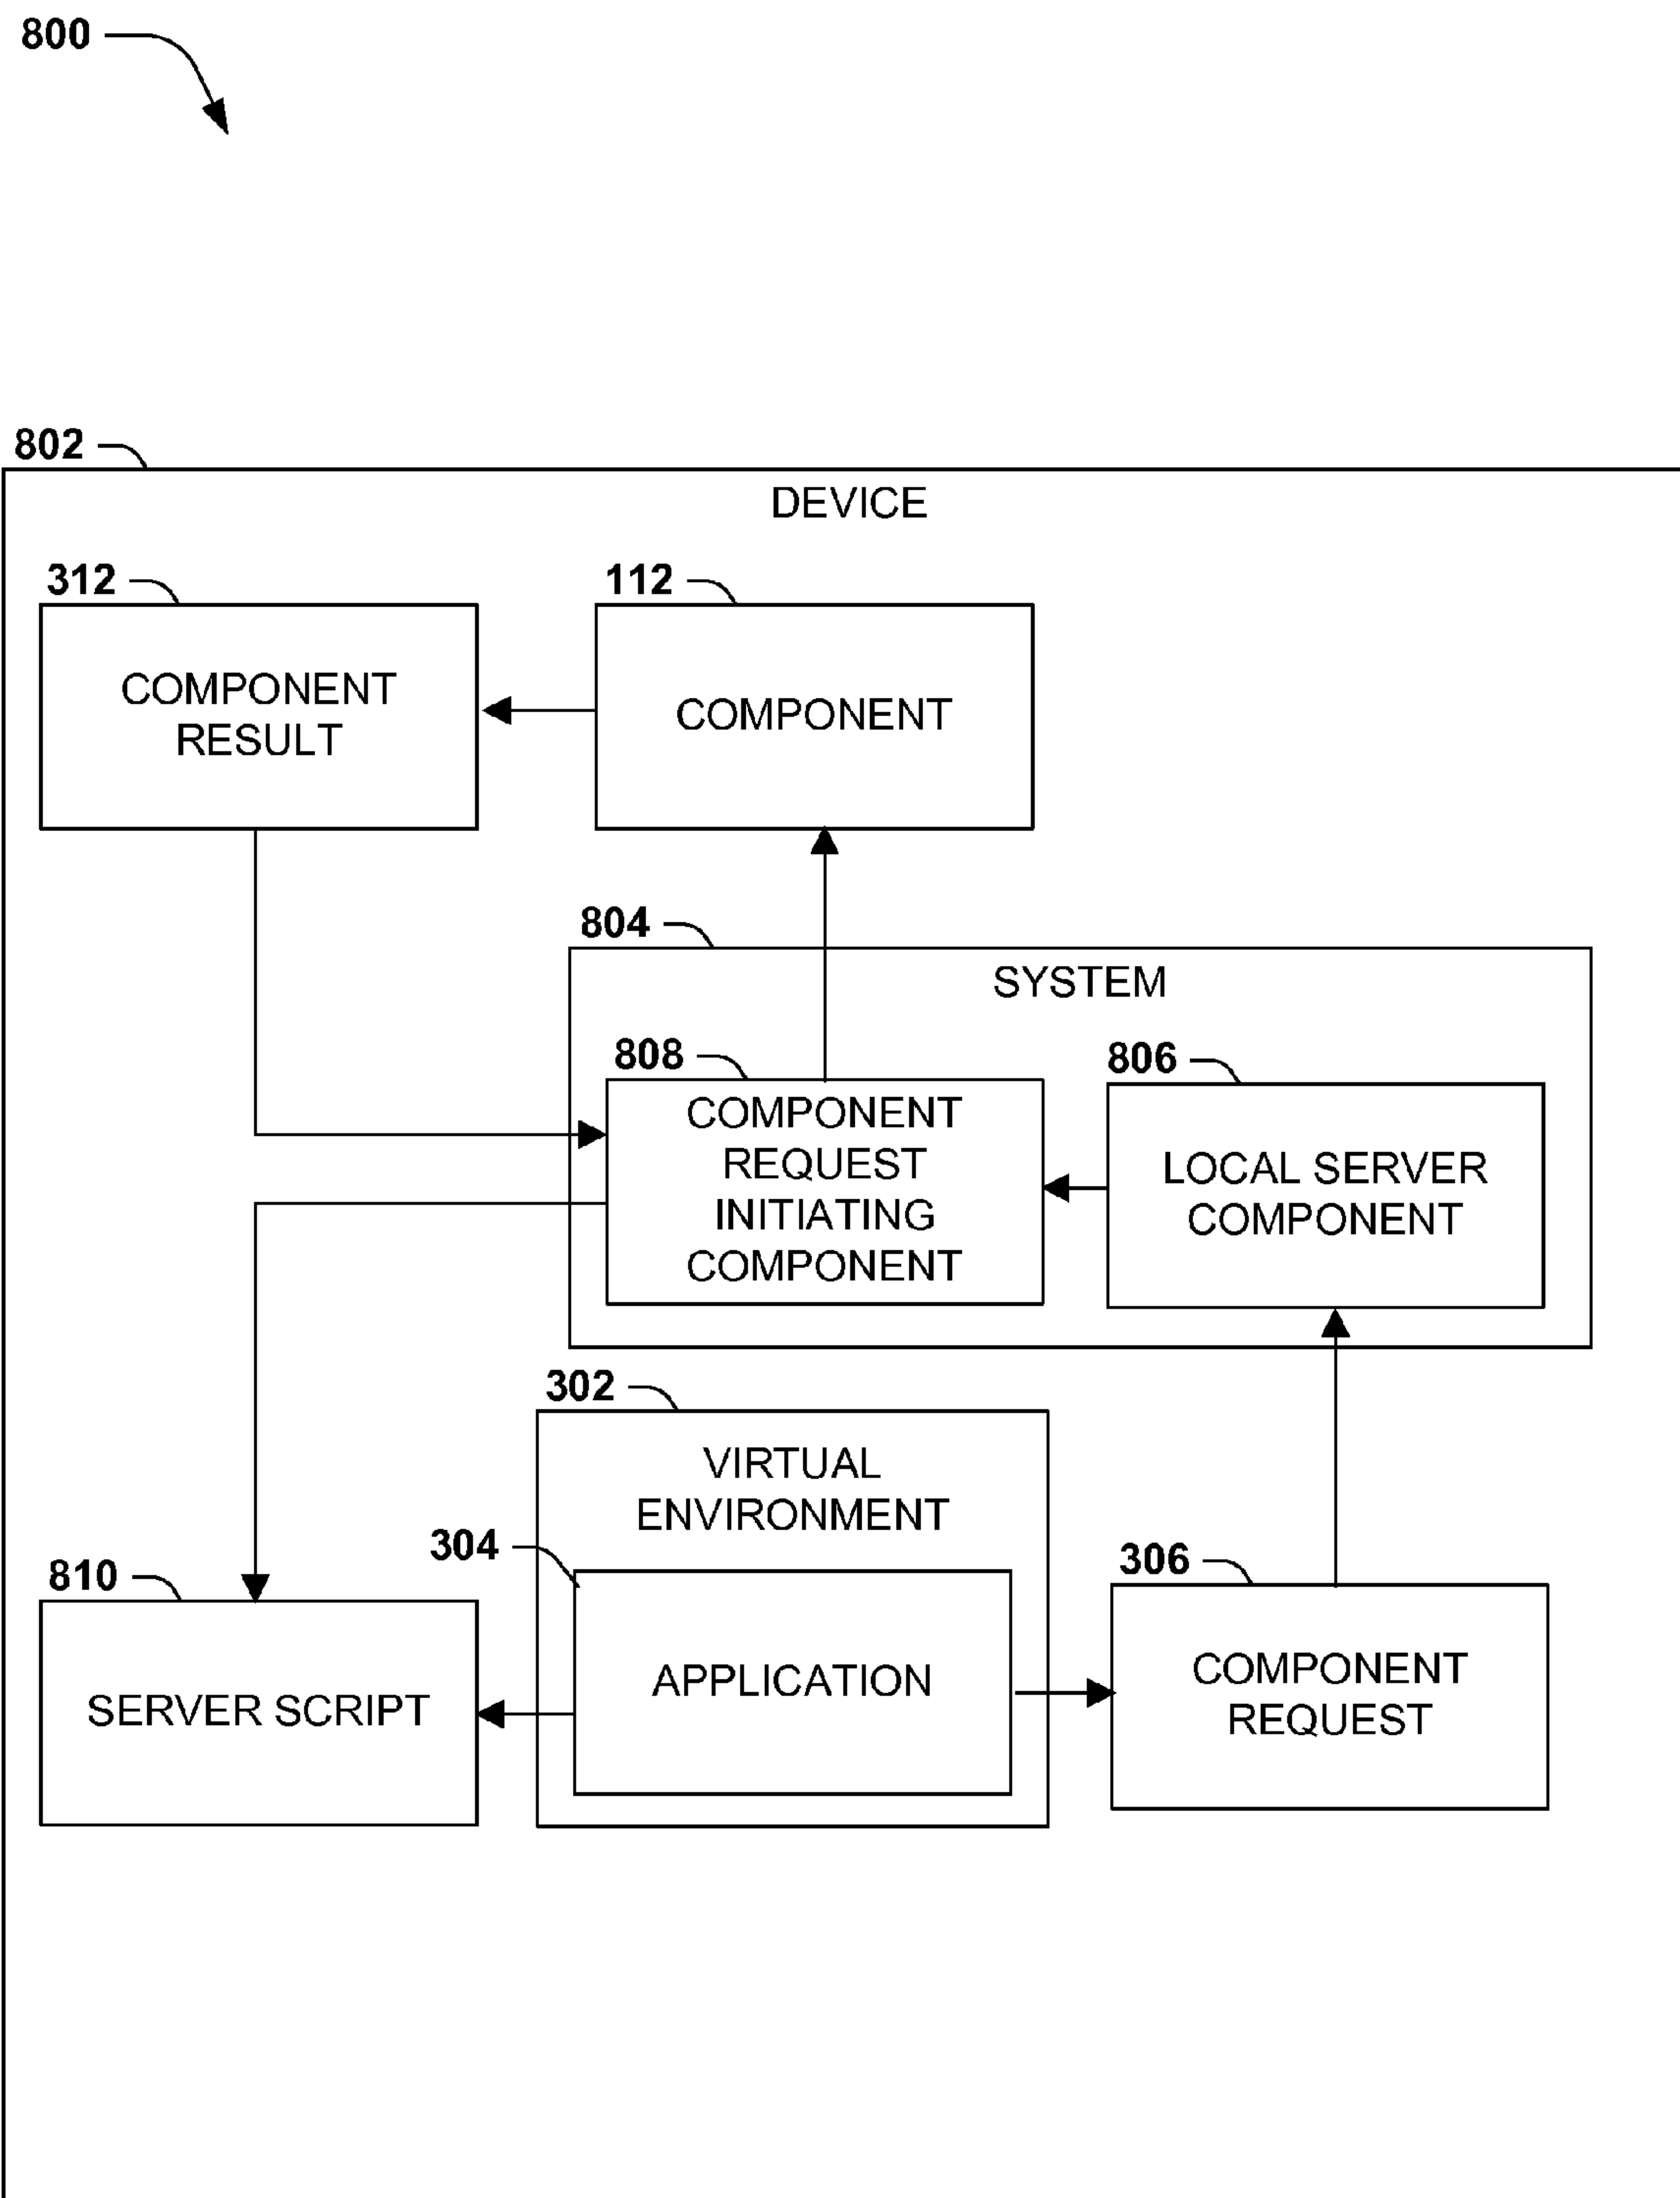 800
802
DEVICE
312
112
COMPONENT
RESULT
COMPONENT
804
SYSTEM
808
806
COMPONENT
REQUEST
INITIATING
COMPONENT
LOCAL SERVER
COMPONENT
302
VIRTUAL
ENVIRONMENT
304
306
810
APPLICATION
COMPONENT
REQUEST
SERVER SCRIPT